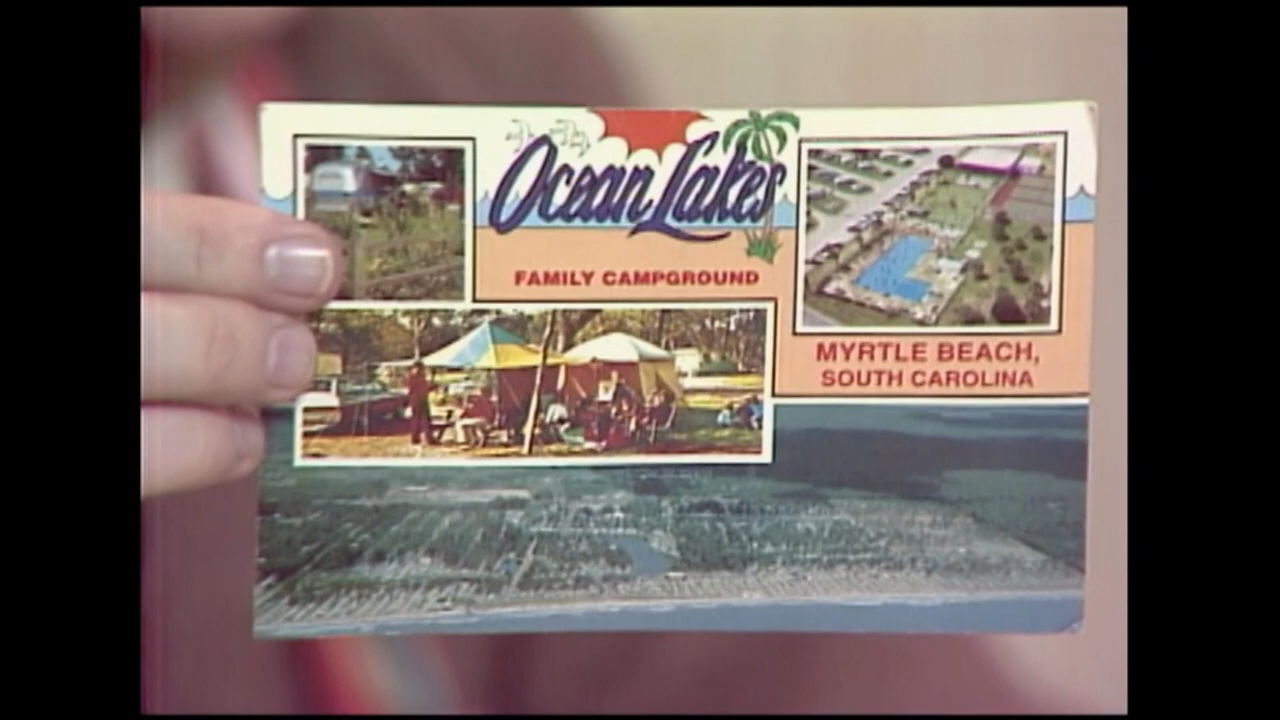 Ocean Lakes
FAMILY CAMPGROUND
MYRTLE BEACH,
SOUTH CAROLINA